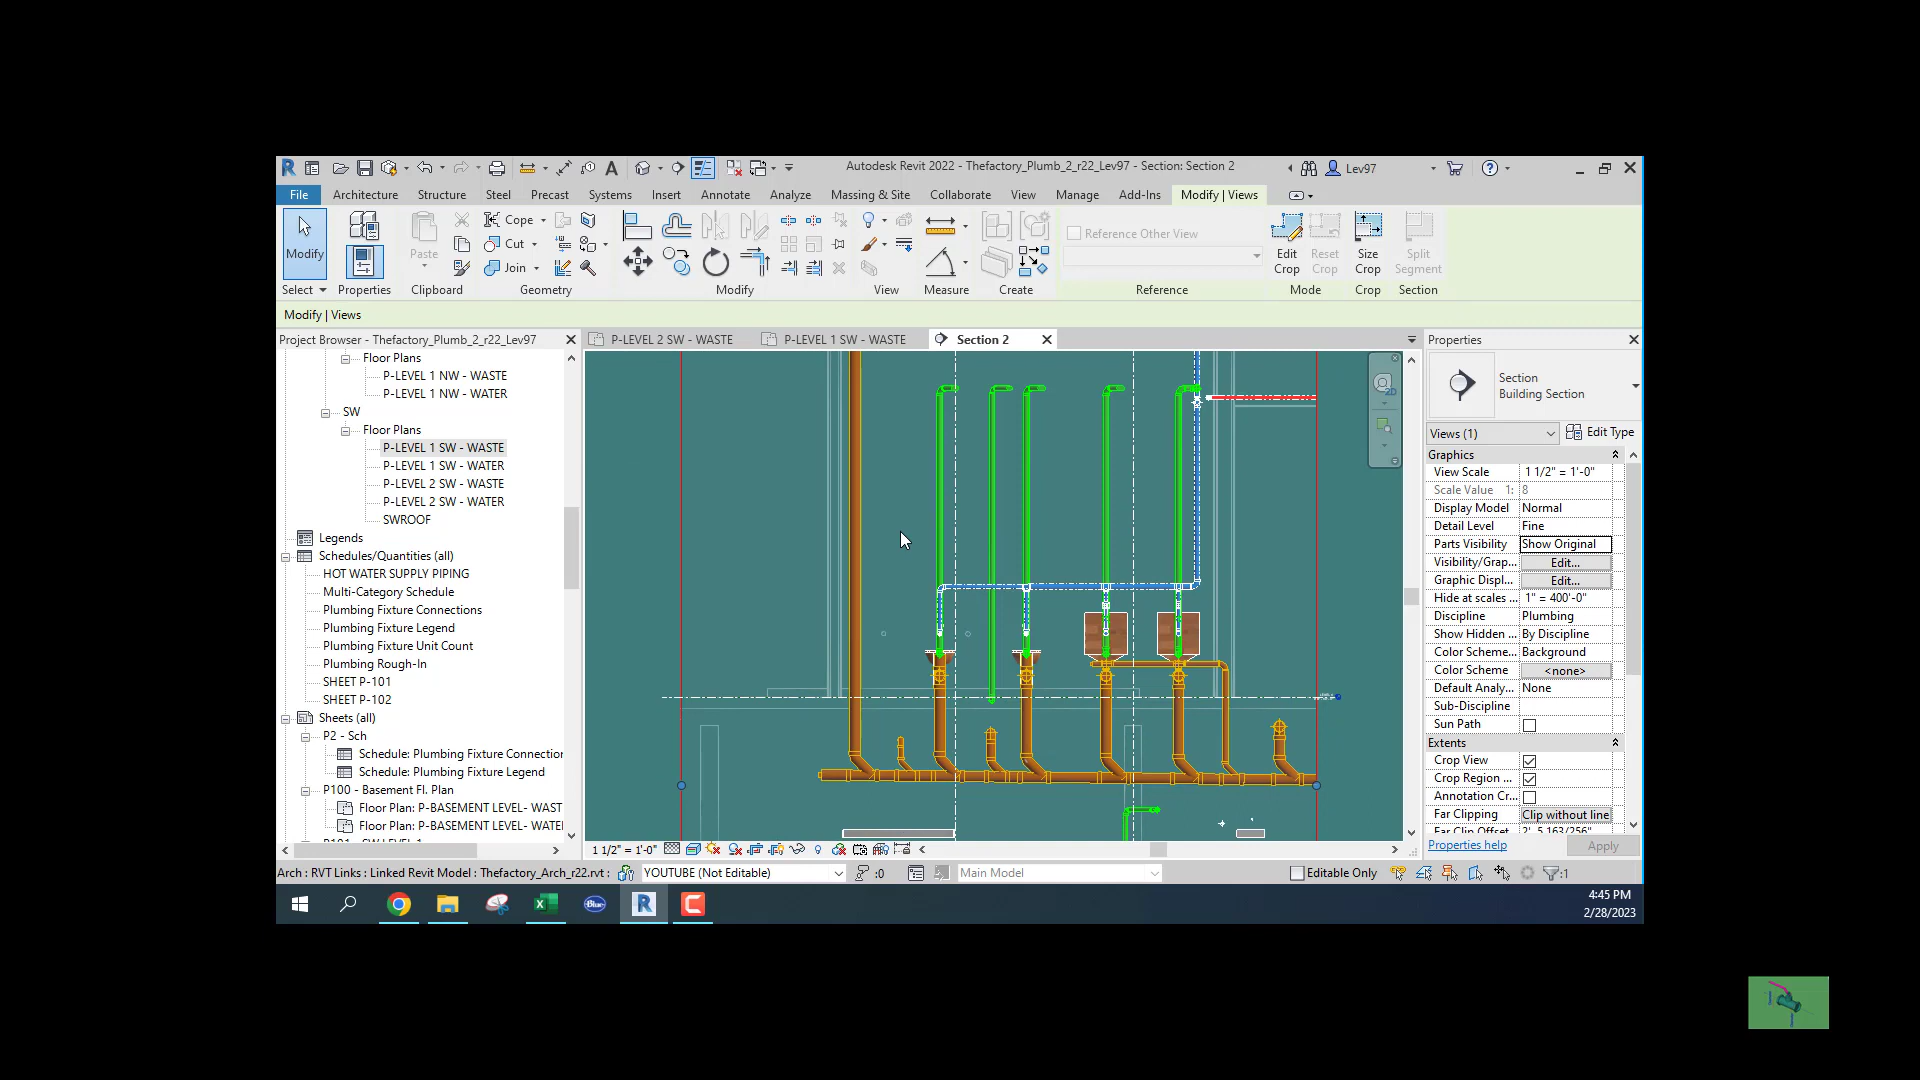 Autodesk Revit 2022 - Thefactory_Plumb_2_r22_Lev97 - Section: Section 2
Lev97
File Architecture Structure Steel Precast Systems Insert Annotate Analyze Massing & Site Collaborate View Manage Add-Ins Modify | Views
Modify
Paste
Cope
Cut
Join
Reference Other View
Edit Crop
Reset Crop
Size Crop
Split Segment
Select Properties Clipboard Geometry Modify View Measure Create Reference Mode Crop Section
Modify | Views
Project Browser - Thefactory_Plumb_2_r22_Lev97
Floor Plans
P-LEVEL 1 NW - WASTE
P-LEVEL 1 NW - WATER
SW
Floor Plans
P-LEVEL 1 SW - WASTE
P-LEVEL 1 SW - WATER
P-LEVEL 2 SW - WASTE
P-LEVEL 2 SW - WATER
SWROOF
Legends
Schedules/Quantities (all)
HOT WATER SUPPLY PIPING
Multi-Category Schedule
Plumbing Fixture Connections
Plumbing Fixture Legend
Plumbing Fixture Unit Count
Plumbing Rough-In
SHEET P-101
SHEET P-102
Sheets (all)
P2 - Sch
Schedule: Plumbing Fixture Connection
Schedule: Plumbing Fixture Legend
P100 - Basement Fl. Plan
Floor Plan: P-BASEMENT LEVEL- WAST
Floor Plan: P-BASEMENT LEVEL- WATE
P-LEVEL 2 SW - WASTE
P-LEVEL 1 SW - WASTE
Section 2
2D
Properties
Section
Building Section
Views (1)
Edit Type
Graphics
View Scale 1 1/2" = 1'-0"
Scale Value 1: 8
Display Model Normal
Detail Level Fine
Parts Visibility Show Original
Visibility/Grap... Edit...
Graphic Displ... Edit...
Hide at scales ... 1" = 400'-0"
Discipline Plumbing
Show Hidden ... By Discipline
Color Scheme... Background
Color Scheme <none>
Default Analy... None
Sub-Discipline
Sun Path
Extents
Crop View
Crop Region ...
Annotation Cr...
Far Clipping Clip without line
Far Clip Offset 2' 5 163/256"
Properties help
Apply
1 1/2" = 1'-0"
Arch : RVT Links : Linked Revit Model : Thefactory_Arch_r22.rvt :
YOUTUBE (Not Editable)
:0
Main Model
Editable Only
:1
Blue
4:45 PM
2/28/2023